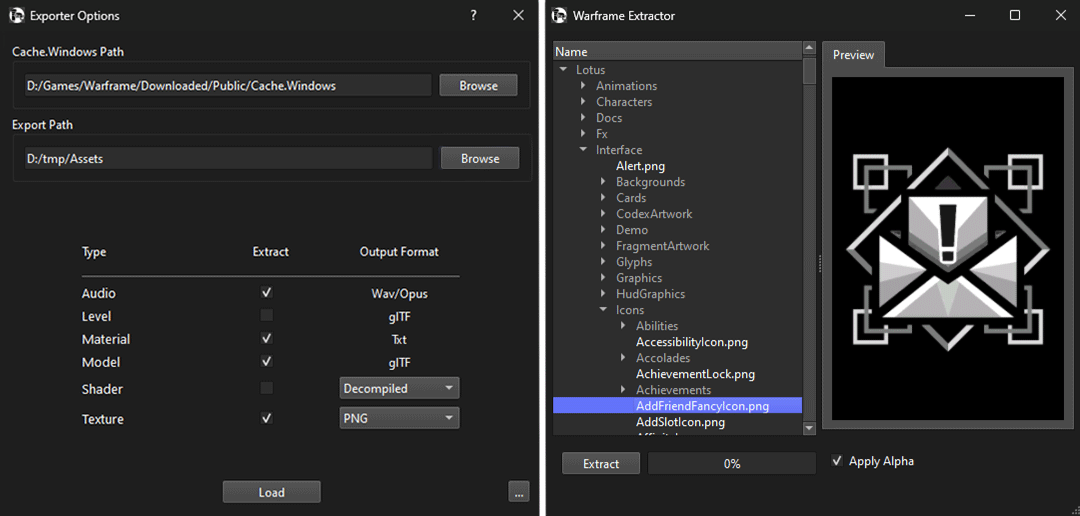 Exporter Options
?
Cache.Windows Path
D:/Games/Warframe/Downloaded/Public/Cache.Windows
Browse
Export Path
D:/tmp/Assets
Browse
Type Extract Output Format
Audio Wav/Opus
Level glTF
Material Txt
Model glTF
Shader Decompiled
Texture PNG
Load
...
Warframe Extractor
Name
Lotus
Animations
Characters
Docs
Fx
Interface
Alert.png
Backgrounds
Cards
CodexArtwork
Demo
FragmentArtwork
Glyphs
Graphics
HudGraphics
Icons
Abilities
AccessibilityIcon.png
Accolades
AchievementLock.png
Achievements
AddFriendFancyIcon.png
AddSlotIcon.png
Preview
Extract
0%
Apply Alpha